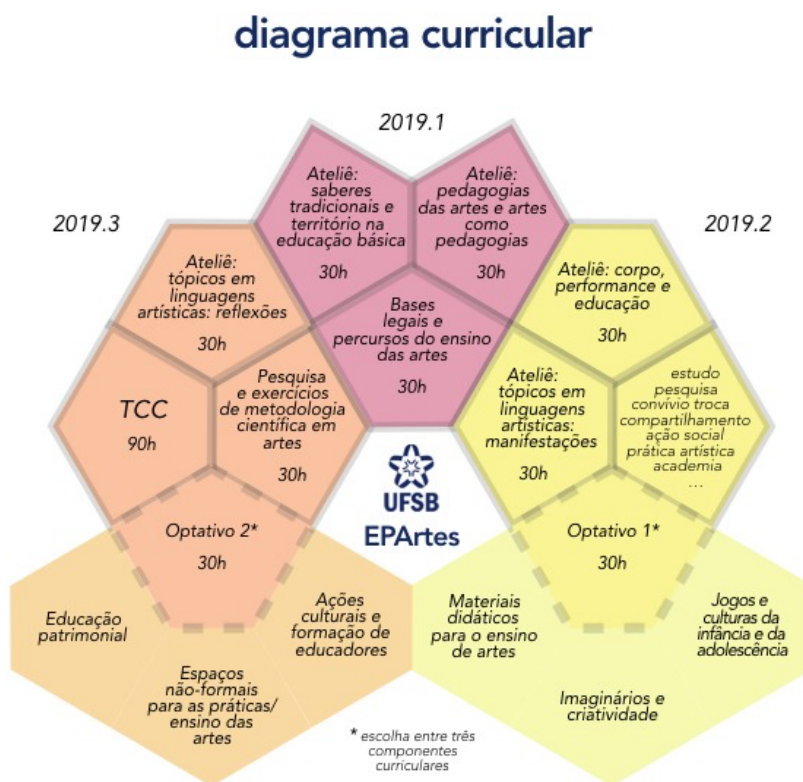 diagrama curricular
2019.1
Ateliê:
saberes
tradicionais e
território na
educação básica
30h
Ateliê:
pedagogias
das artes e artes
como
pedagogias
30h
Bases
legais e
percursos do ensino
das artes
30h
2019.3
Ateliê:
tópicos em
linguagens
artísticas: reflexões
30h
TCC
90h
Pesquisa
e exercícios
de metodologia
científica em
artes
30h
Optativo 2*
30h
Educação
patrimonial
Espaços
não-formais
para as práticas/
ensino das
artes
Ações
culturais e
formação de
educadores
2019.2
Ateliê: corpo,
performance e
educação
30h
Ateliê:
tópicos em
linguagens
artísticas:
manifestações
30h
estudo
pesquisa
convívio troca
compartilhamento
ação social
prática artística
academia
...
Optativo 1*
30h
Materiais
didáticos
para o ensino
de artes
Imaginários e
criatividade
Jogos e
culturas da
infância e da
adolescência
UFSB
EPArtes
* escolha entre três
componentes
curriculares